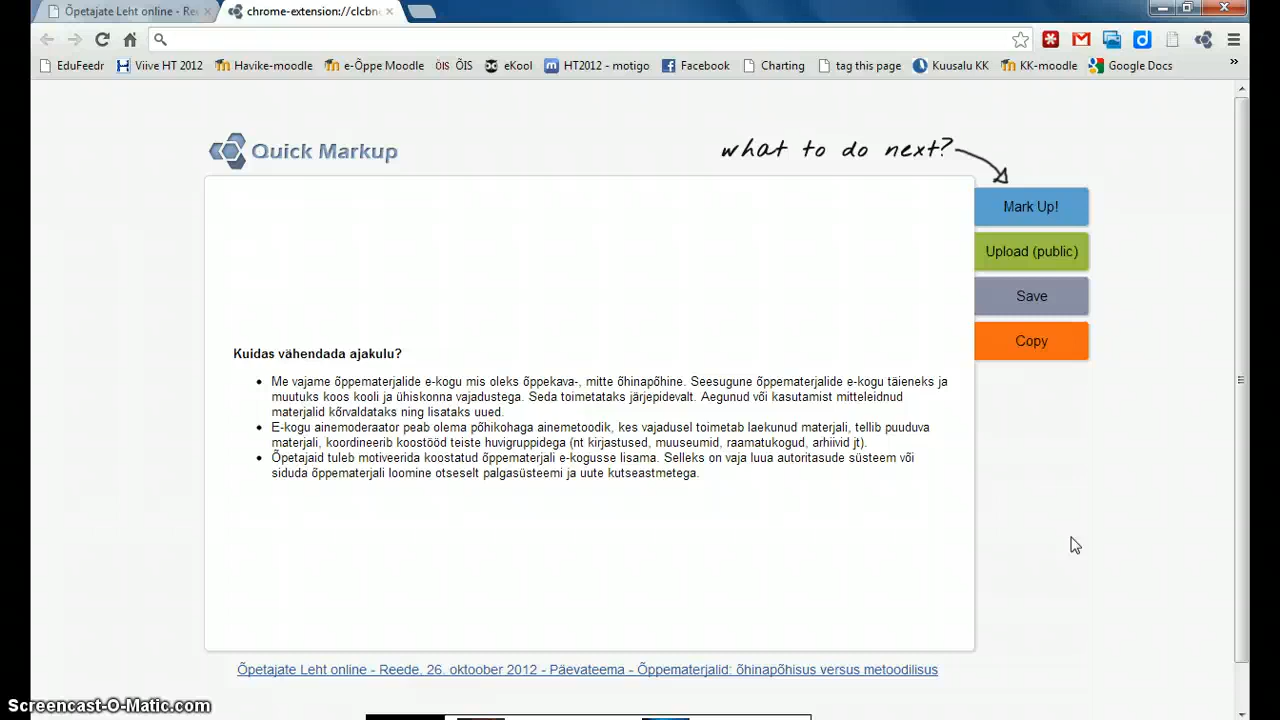 Õpetajate Leht online - Ree
chrome-extension://clcbn
EduFeedr
Viive HT 2012
Havike-moodle
e-Õppe Moodle
ÕIS ÕIS
eKool
HT2012 - motigo
Facebook
Charting
tag this page
Kuusalu KK
KK-moodle
Google Docs
»
Quick Markup
what to do next?
Mark Up!
Upload (public)
Save
Copy
Kuidas vähendada ajakulu?
• Me vajame õppematerjalide e-kogu mis oleks õppekava-, mitte õhinapõhine. Seesugune õppematerjalide e-kogu täieneks ja
muutuks koos kooli ja ühiskonna vajadustega. Seda toimetataks järjepidevalt. Aegunud või kasutamist mitteleidnud
materjalid kõrvaldataks ning lisataks uued.
• E-kogu ainemoderaator peab olema põhikohaga ainemetoodik, kes vajadusel toimetab laekunud materjali, tellib puuduva
materjali, koordineerib koostööd teiste huvigruppidega (nt kirjastused, muuseumid, raamatukogud, arhiivid jt).
• Õpetajaid tuleb motiveerida koostatud õppematerjali e-kogusse lisama. Selleks on vaja luua autoritasude süsteem või
siduda õppematerjali loomine otseselt palgasüsteemi ja uute kutseastmetega.
Õpetajate Leht online - Reede, 26. oktoober 2012 - Päevateema - Õppematerjalid: õhinapõhisus versus metoodilisus
Screencast-O-Matic.com